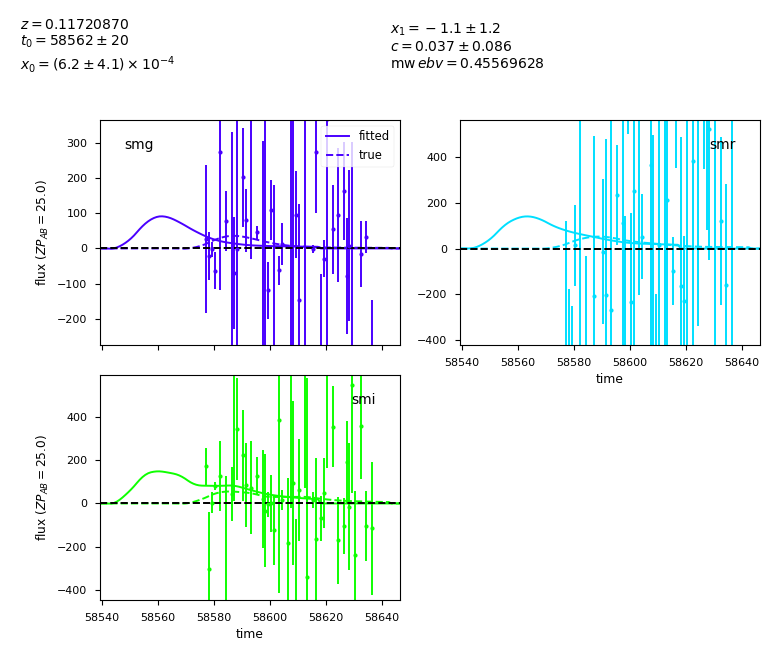 z = 0.11720870
t₀ = 58562 ± 20
x₀ = (6.2 ± 4.1) × 10⁻⁴
x₁ = −1.1 ± 1.2
c = 0.037 ± 0.086
mw ebv = 0.45569628
smg
fitted
true
300
200
100
0
−100
−200
flux (ZP_AB = 25.0)
smr
400
200
0
−200
−400
58540 58560 58580 58600 58620 58640
time
smi
400
200
0
−200
−400
flux (ZP_AB = 25.0)
58540 58560 58580 58600 58620 58640
time